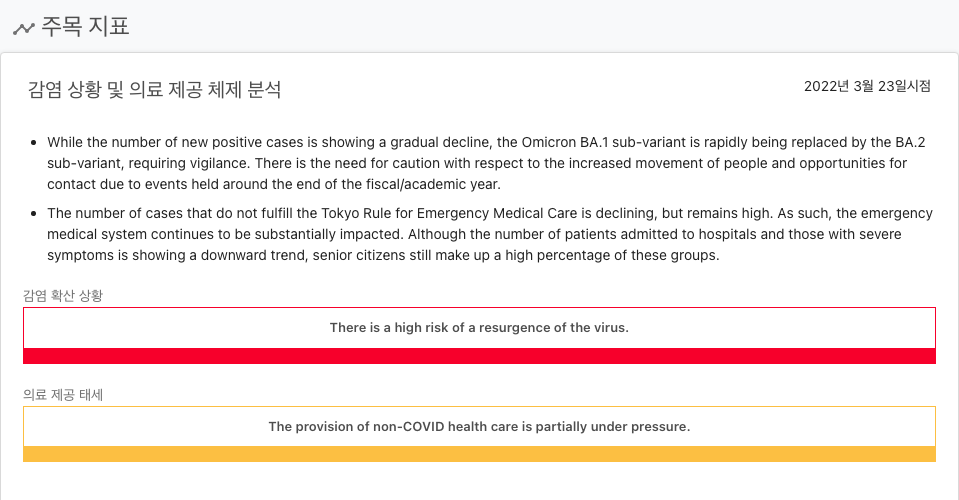 주목 지표
감염 상황 및 의료 제공 체제 분석
2022년 3월 23일시점
While the number of new positive cases is showing a gradual decline, the Omicron BA.1 sub-variant is rapidly being replaced by the BA.2
sub-variant, requiring vigilance. There is the need for caution with respect to the increased movement of people and opportunities for
contact due to events held around the end of the fiscal/academic year.
The number of cases that do not fulfill the Tokyo Rule for Emergency Medical Care is declining, but remains high. As such, the emergency
medical system continues to be substantially impacted. Although the number of patients admitted to hospitals and those with severe
symptoms is showing a downward trend, senior citizens still make up a high percentage of these groups.
감염 확산 상황
There is a high risk of a resurgence of the virus.
의료 제공 태세
The provision of non-COVID health care is partially under pressure.